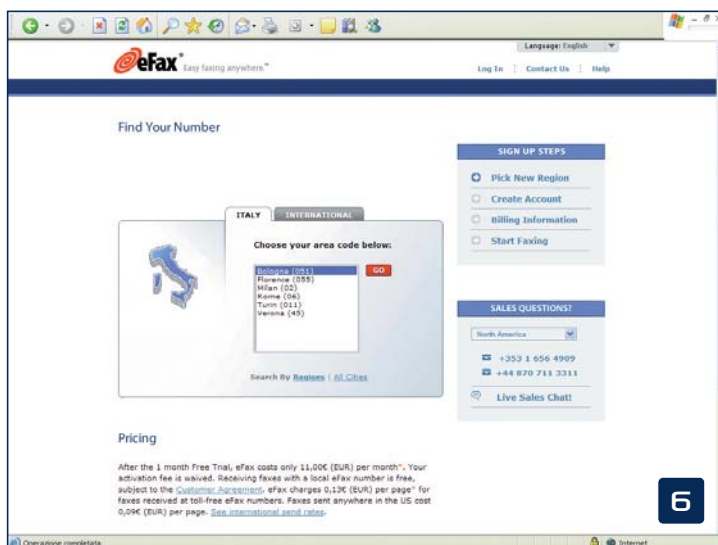 Language: English
eFax®
Easy faxing anywhere.™
Log In
Contact Us
Help
Find Your Number
SIGN UP STEPS
Pick New Region
Create Account
Billing Information
Start Faxing
ITALY
INTERNATIONAL
Choose your area code below:
Bologna (051)
Florence (055)
Milan (02)
Rome (06)
Turin (011)
Verona (45)
GO
Search By Regions | All Cities
SALES QUESTIONS?
North America
+353 1 656 4909
+44 870 711 3311
Live Sales Chat!
Pricing
After the 1 month Free Trial, eFax costs only 11,00€ (EUR) per month*. Your
activation fee is waived. Receiving faxes with a local eFax number is free,
subject to the Customer Agreement. eFax charges 0,13€ (EUR) per page* for
faxes received at toll-free eFax numbers. Faxes sent anywhere in the US cost
0,09€ (EUR) per page. See international send rates.
6
Operazione completata
Internet